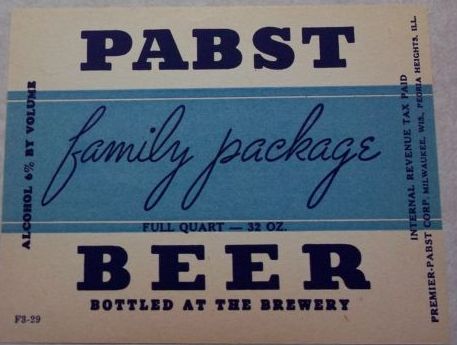 PABST
family package
FULL QUART — 32 OZ.
BEER
BOTTLED AT THE BREWERY
F3-29
ALCOHOL 6% BY VOLUME
INTERNAL REVENUE TAX PAID
PREMIER-PABST CORP. MILWAUKEE, WIS., PEORIA HEIGHTS, ILL.